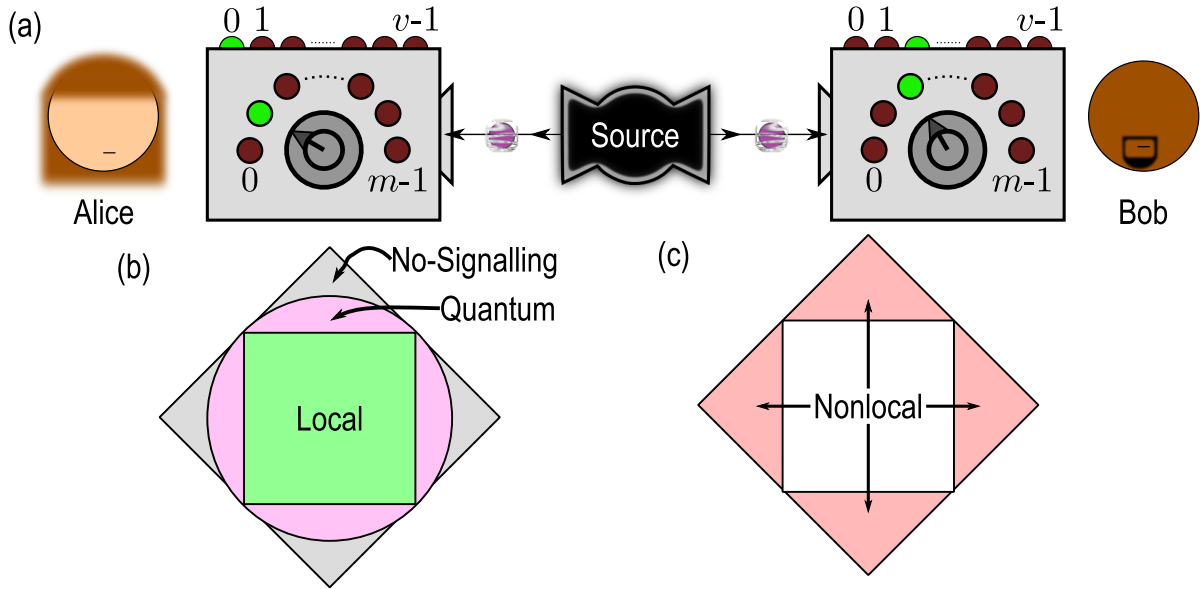 (a)
0 1 ....... v-1
0 1 ....... v-1
Source
0 m-1
0 m-1
Alice
Bob
(b)
No-Signalling
Quantum
Local
(c)
Nonlocal